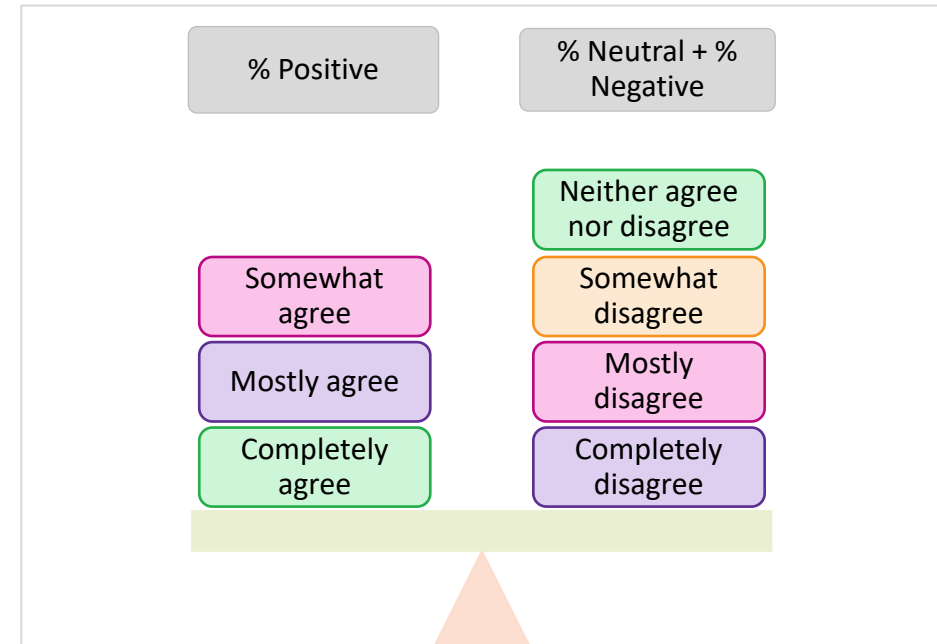 % Positive
% Neutral + %
Negative
Neither agree
nor disagree
Somewhat
agree
Somewhat
disagree
Mostly agree
Mostly
disagree
Completely
agree
Completely
disagree